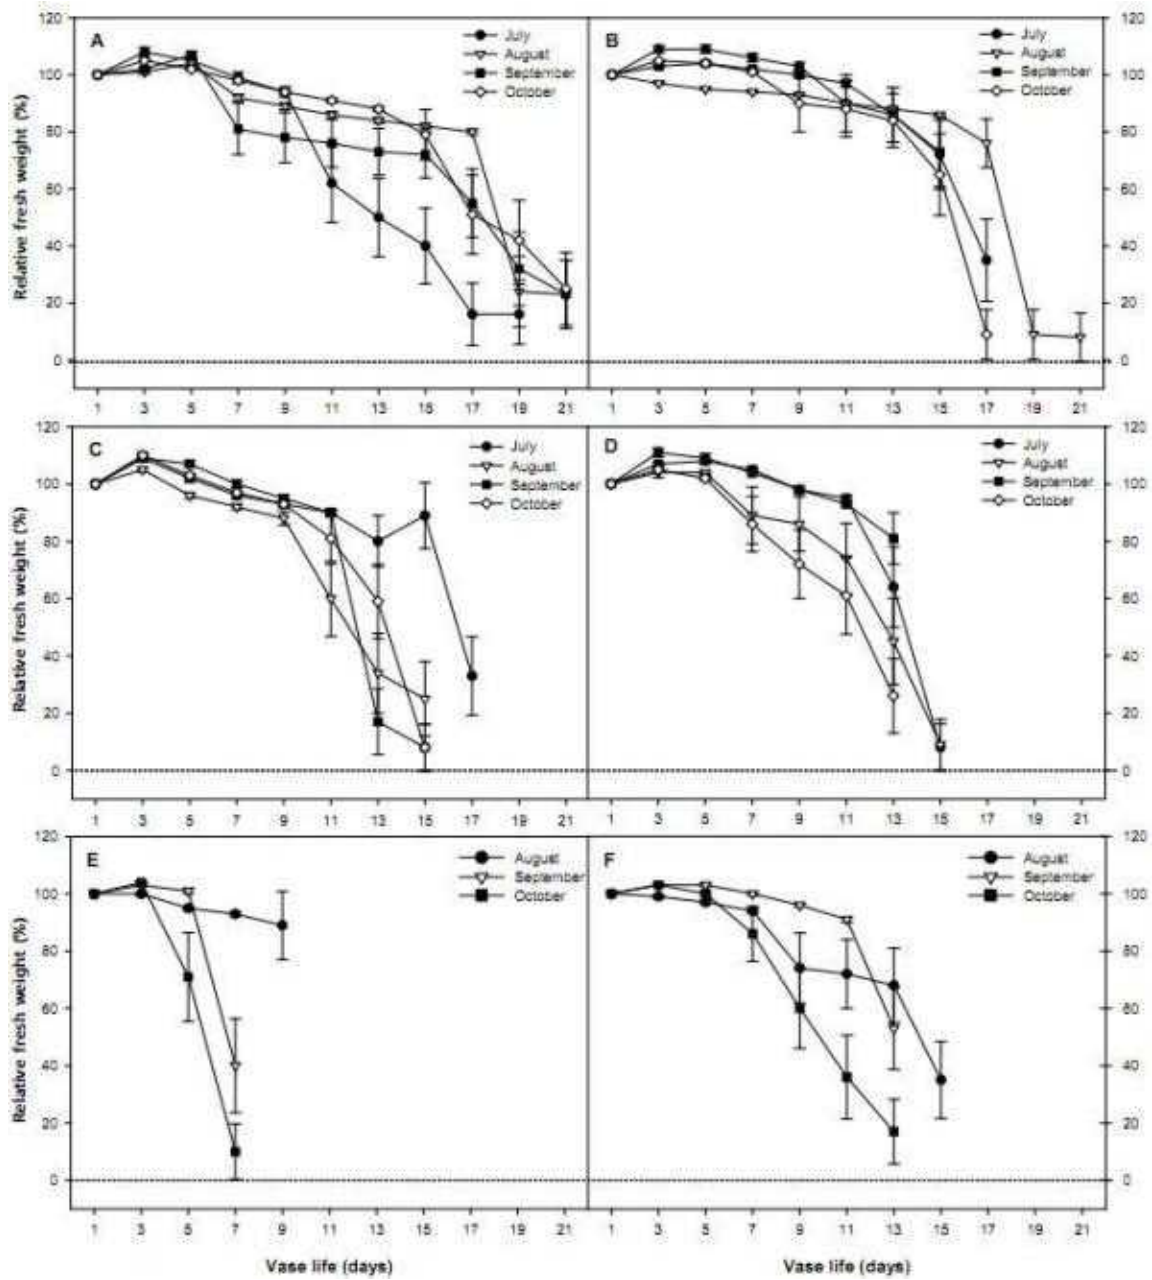 120 A July August September October B July August September October 120
100 100
80 80
60 60
40 40
20 20
0 0
Relative fresh weight (%)
1 3 5 7 9 11 13 15 17 19 21 1 3 5 7 9 11 13 15 17 19 21
120 C July August September October D July August September October 120
100 100
80 80
60 60
40 40
20 20
0 0
Relative fresh weight (%)
1 3 5 7 9 11 13 15 17 19 21 1 3 5 7 9 11 13 15 17 19 21
120 E August September October F August September October 120
100 100
80 80
60 60
40 40
20 20
0 0
Relative fresh weight (%)
1 3 5 7 9 11 13 15 17 19 21 1 3 5 7 9 11 13 15 17 19 21
Vase life (days) Vase life (days)